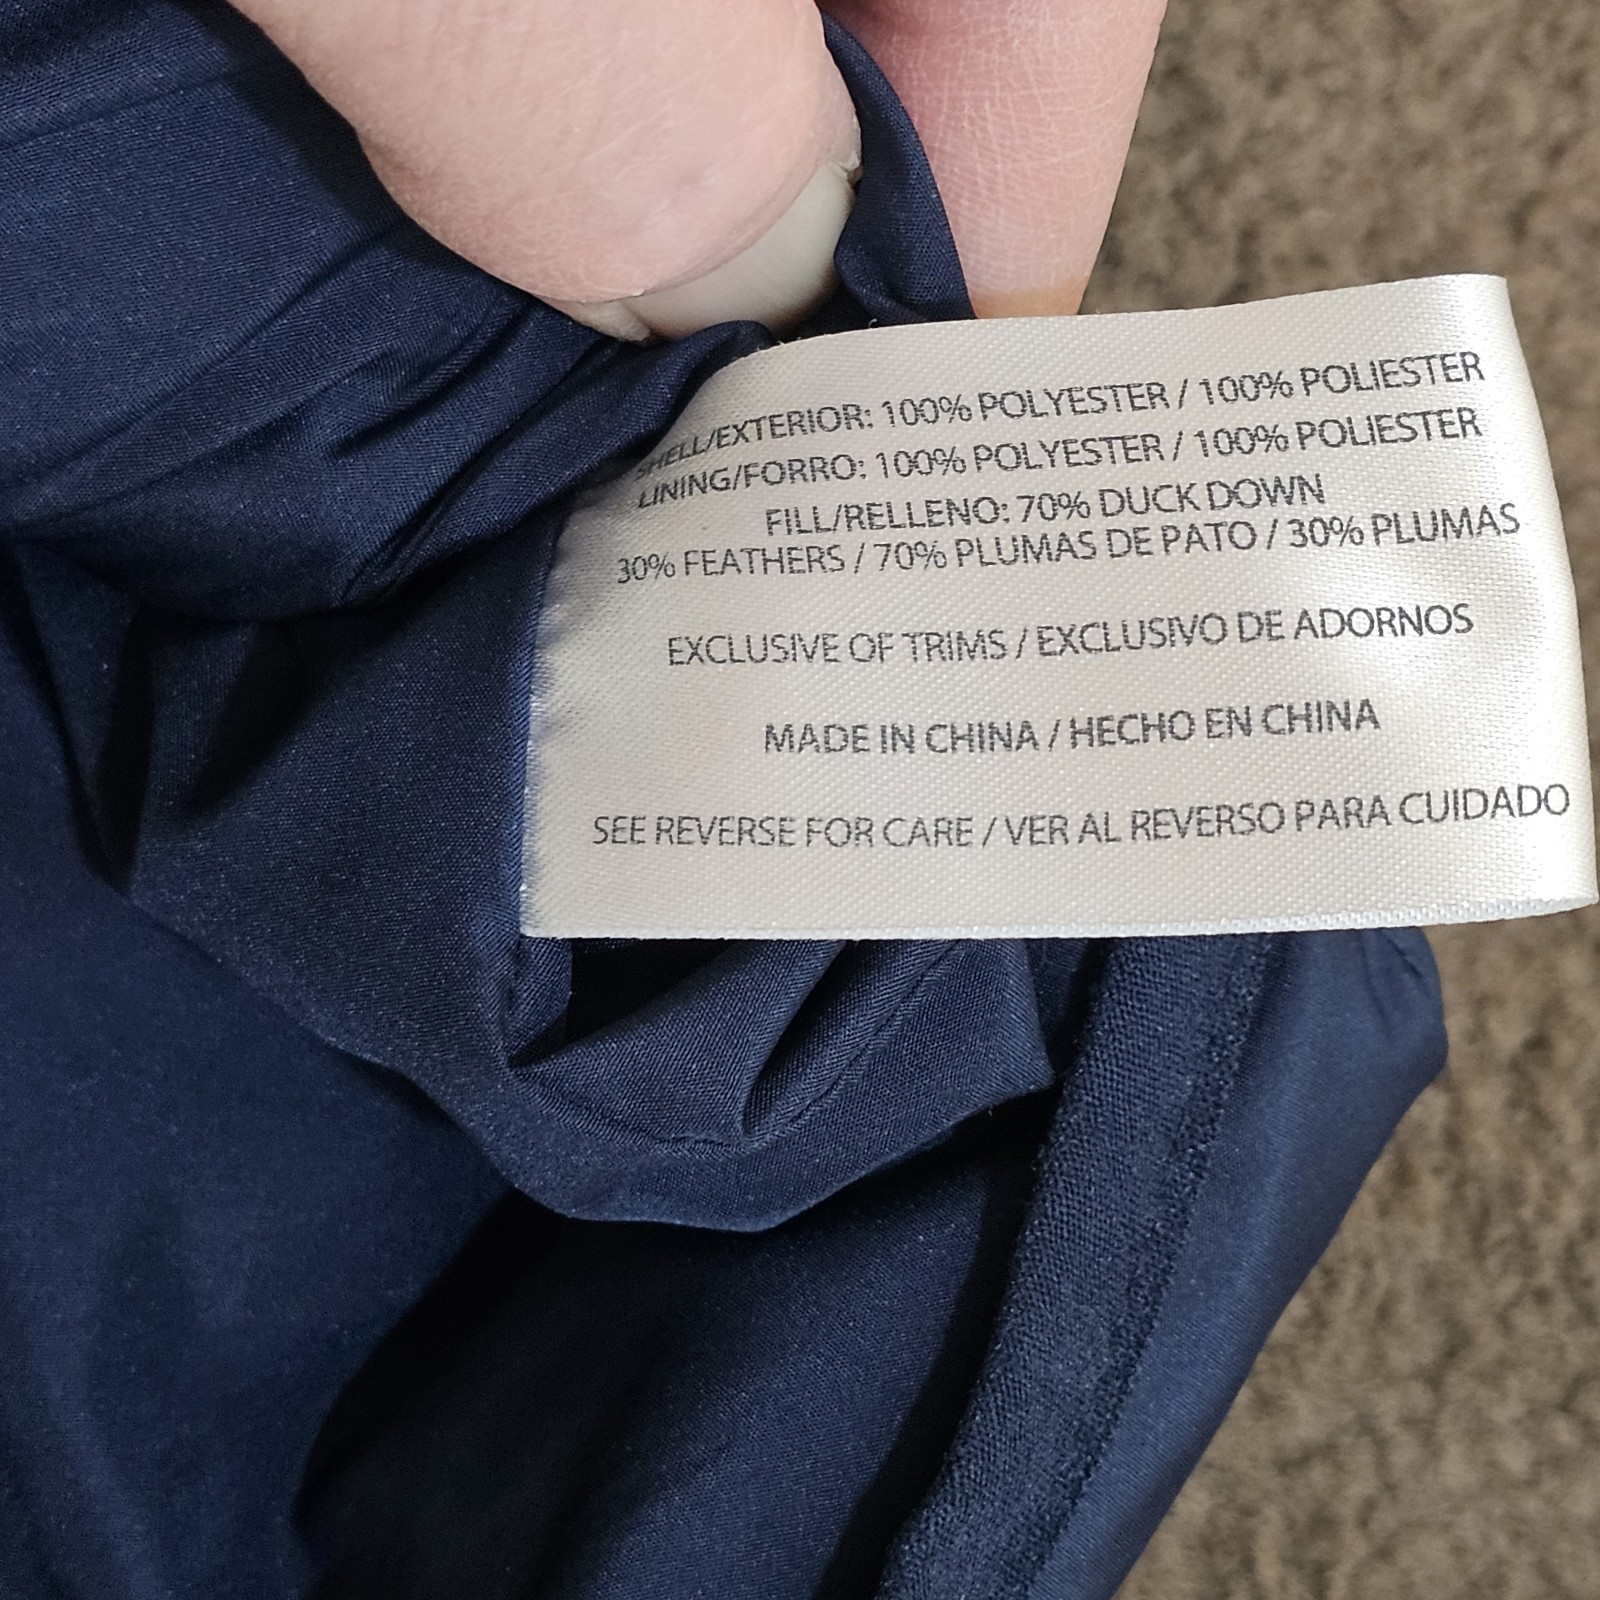 SHELL/EXTERIOR: 100% POLYESTER / 100% POLIESTER
LINING/FORRO: 100% POLYESTER / 100% POLIESTER
FILL/RELLENO: 70% DUCK DOWN
30% FEATHERS / 70% PLUMAS DE PATO / 30% PLUMAS
EXCLUSIVE OF TRIMS / EXCLUSIVO DE ADORNOS
MADE IN CHINA / HECHO EN CHINA
SEE REVERSE FOR CARE / VER AL REVERSO PARA CUIDADO